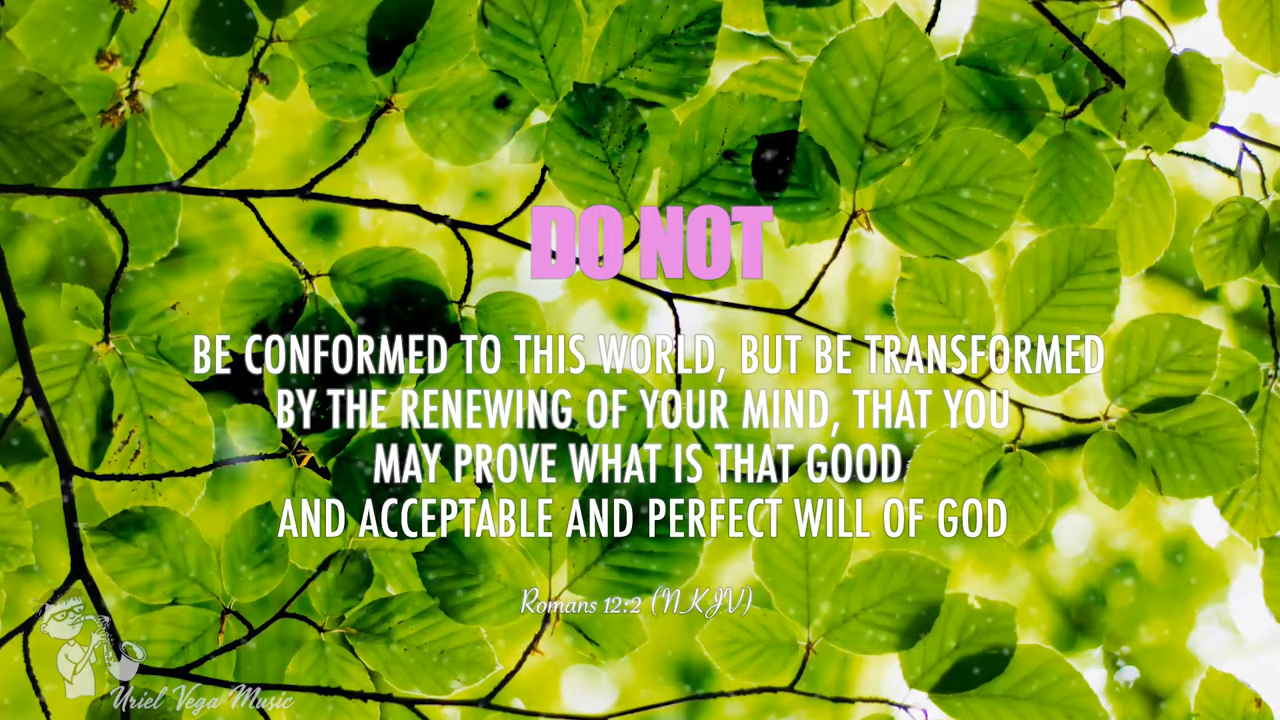 DO NOT
BE CONFORMED TO THIS WORLD, BUT BE TRANSFORMED
BY THE RENEWING OF YOUR MIND, THAT YOU
MAY PROVE WHAT IS THAT GOOD
AND ACCEPTABLE AND PERFECT WILL OF GOD
Romans 12:2 (NKJV)
Uriel Vega Music